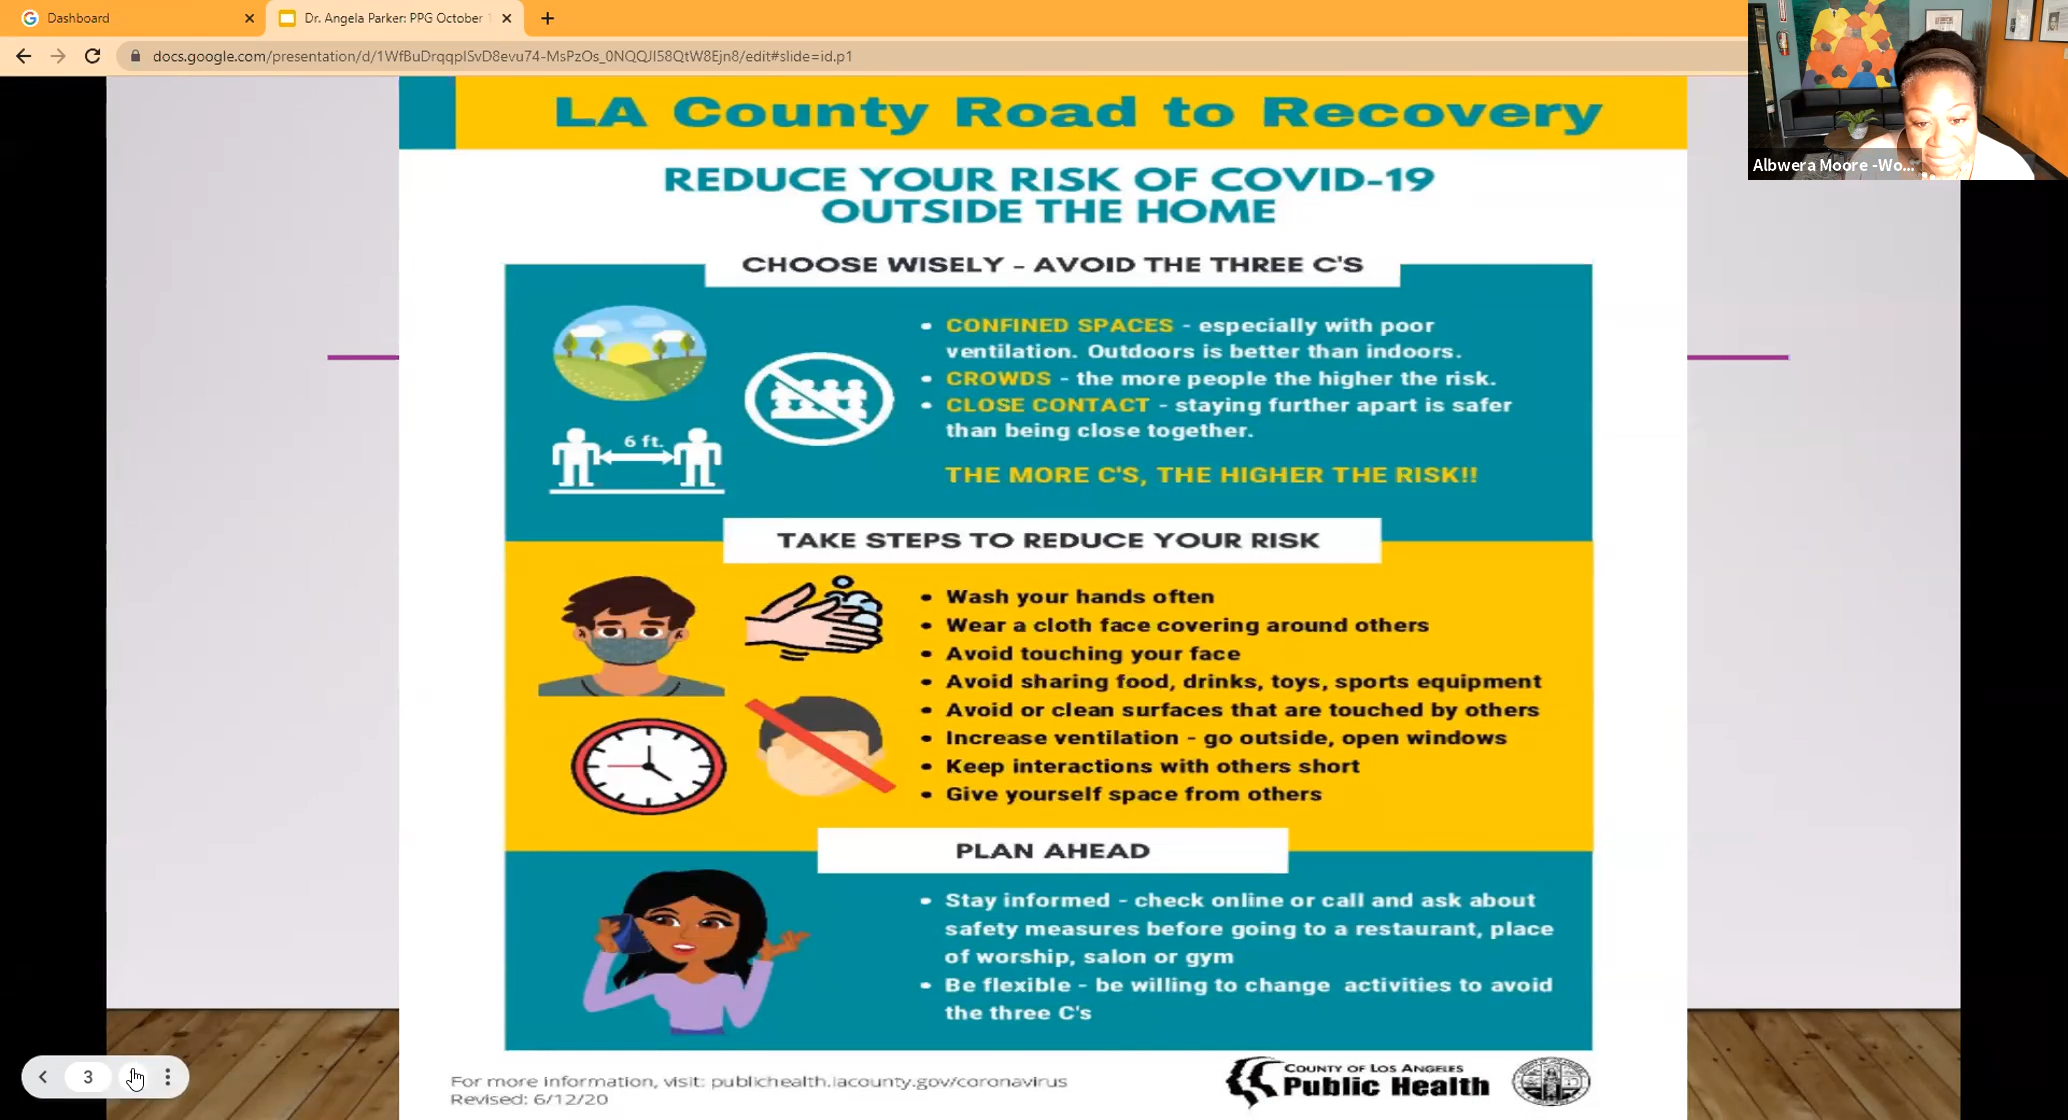 Dashboard
Dr. Angela Parker: PPG October 1
docs.google.com/presentation/d/1WfBuDrqqpISvD8evu74-MsPzOs_0NQQJI58QtW8Ejn8/edit#slide=id.p1
Albwera Moore -Wo...
LA County Road to Recovery
REDUCE YOUR RISK OF COVID-19
OUTSIDE THE HOME
CHOOSE WISELY - AVOID THE THREE C'S
6 ft.
• CONFINED SPACES - especially with poor
ventilation. Outdoors is better than indoors.
• CROWDS - the more people the higher the risk.
• CLOSE CONTACT - staying further apart is safer
than being close together.
THE MORE C'S, THE HIGHER THE RISK!!
TAKE STEPS TO REDUCE YOUR RISK
• Wash your hands often
• Wear a cloth face covering around others
• Avoid touching your face
• Avoid sharing food, drinks, toys, sports equipment
• Avoid or clean surfaces that are touched by others
• Increase ventilation - go outside, open windows
• Keep interactions with others short
• Give yourself space from others
PLAN AHEAD
• Stay informed - check online or call and ask about
safety measures before going to a restaurant, place
of worship, salon or gym
• Be flexible - be willing to change activities to avoid
the three C's
For more information, visit: publichealth.lacounty.gov/coronavirus
Revised: 6/12/20
COUNTY OF LOS ANGELES
Public Health
3